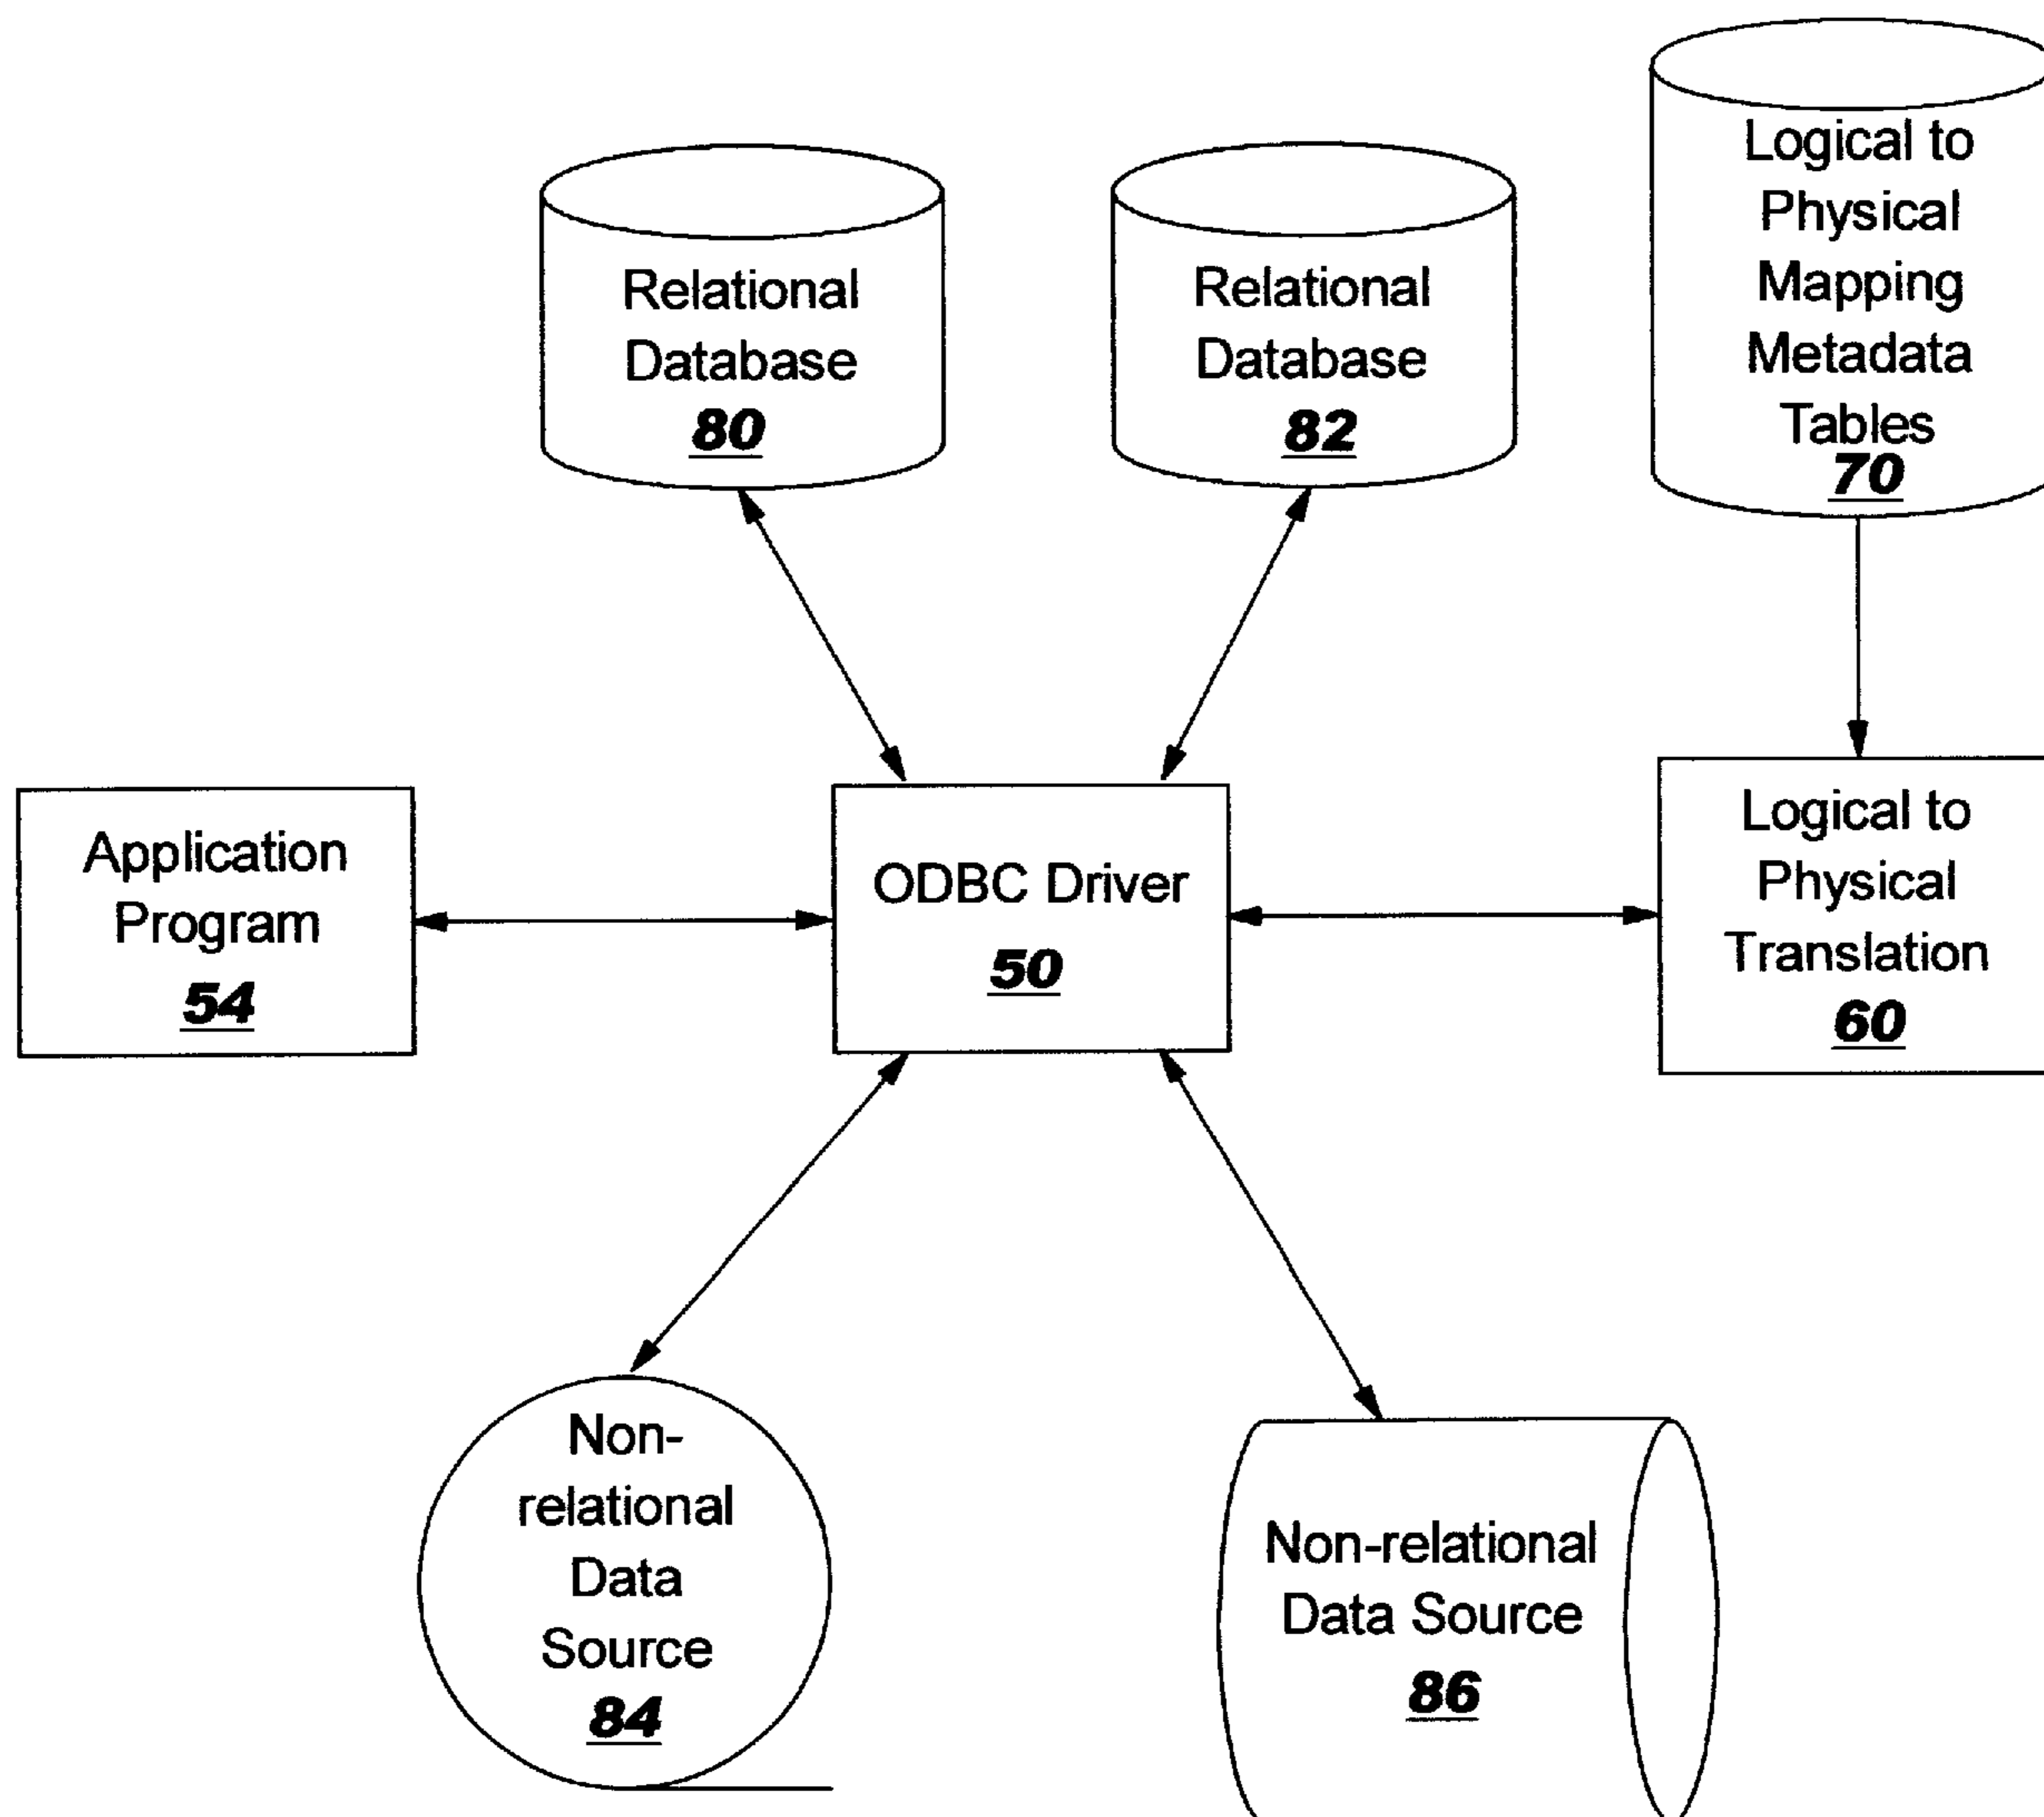 Logical to
Physical
Mapping
Metadata
Tables
70
Relational
Database
80
Relational
Database
82
Application
Program
54
ODBC Driver
50
Logical to
Physical
Translation
60
Non-
relational
Data
Source
84
Non-relational
Data Source
86